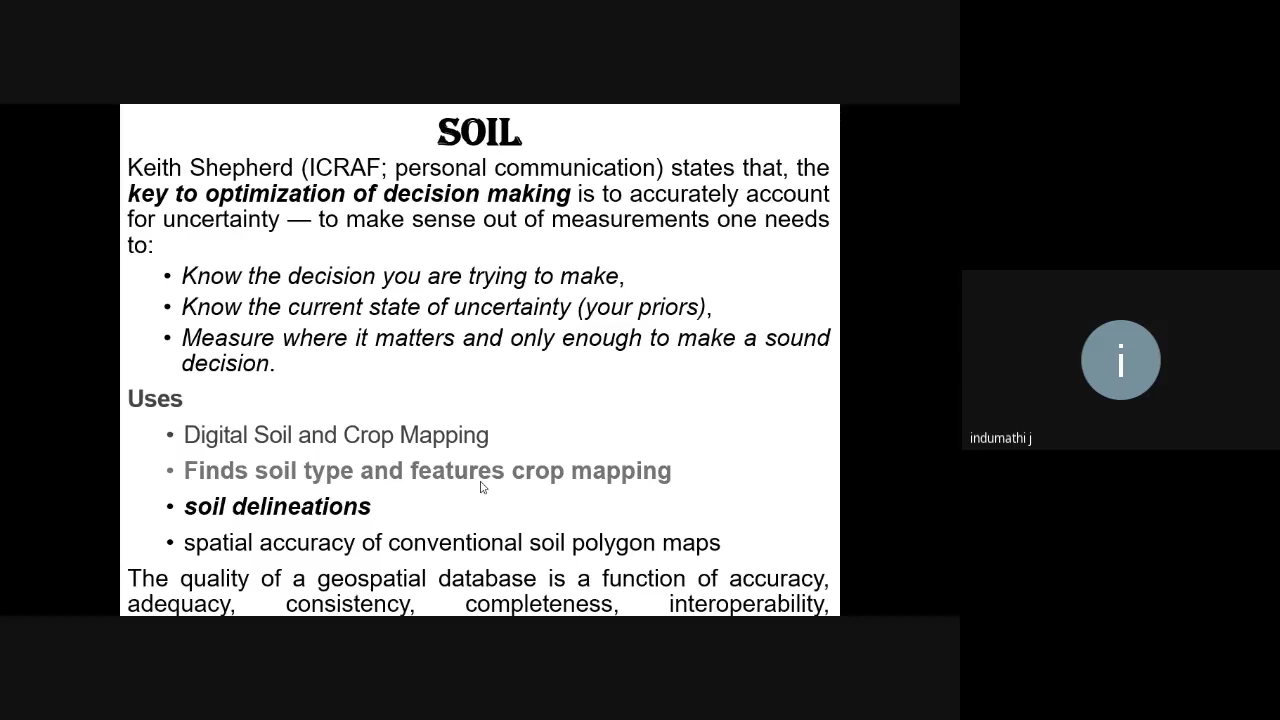 SOIL
Keith Shepherd (ICRAF; personal communication) states that, the
key to optimization of decision making is to accurately account
for uncertainty — to make sense out of measurements one needs
to:
• Know the decision you are trying to make,
• Know the current state of uncertainty (your priors),
• Measure where it matters and only enough to make a sound
decision.
Uses
• Digital Soil and Crop Mapping
• Finds soil type and features crop mapping
• soil delineations
• spatial accuracy of conventional soil polygon maps
The quality of a geospatial database is a function of accuracy,
adequacy, consistency, completeness, interoperability,
i
indumathi j